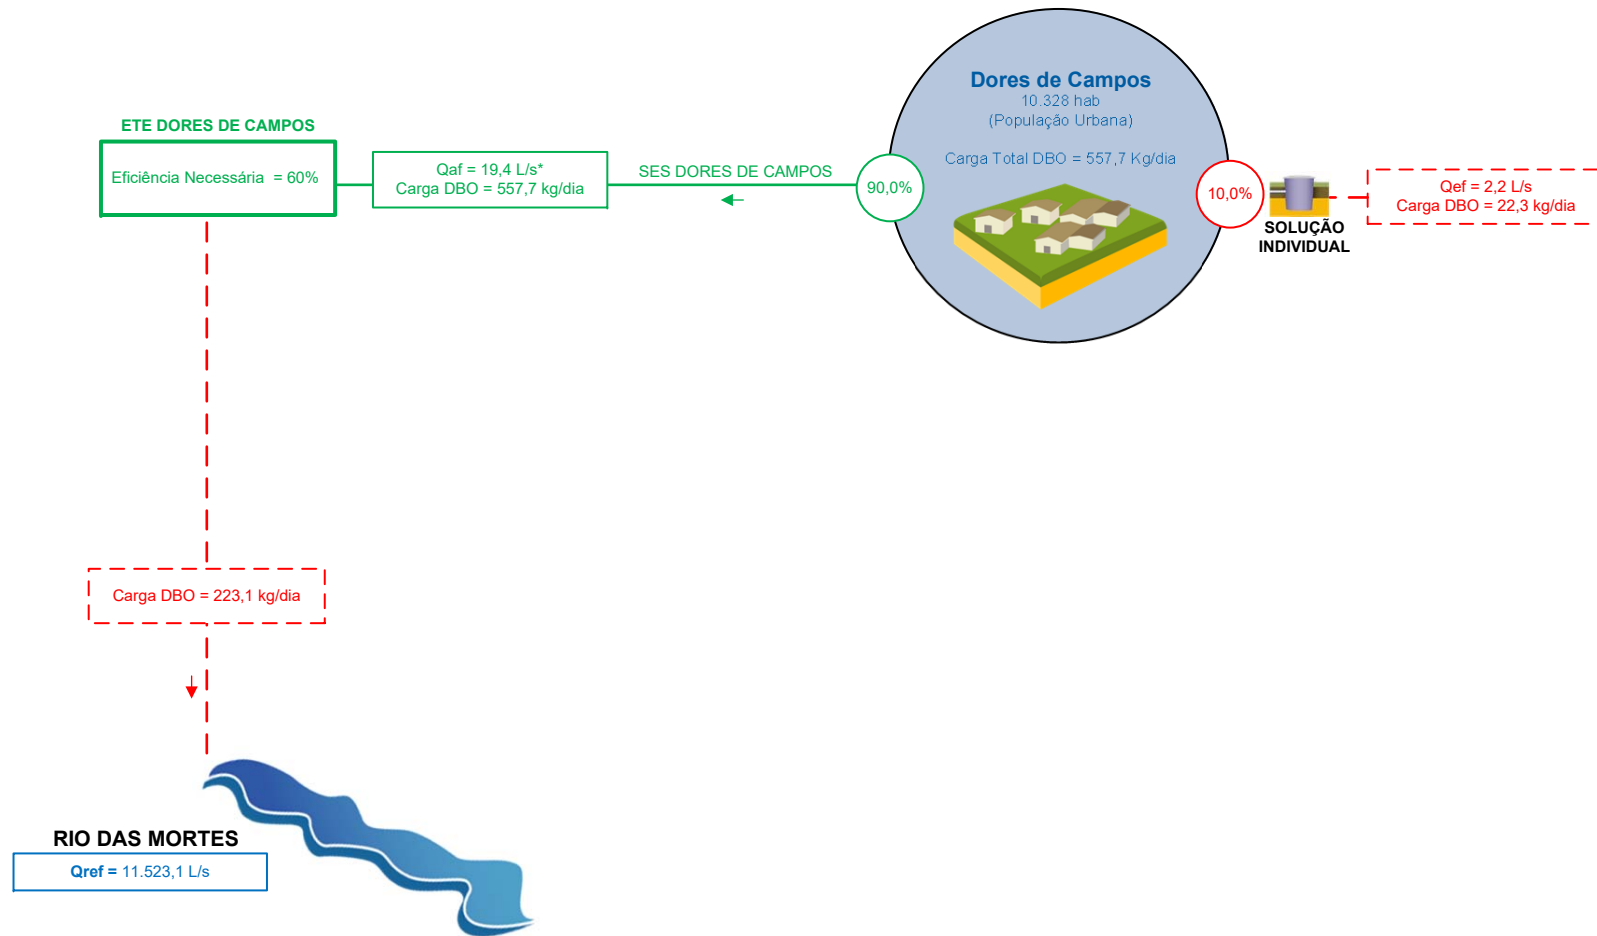 Dores de Campos
10.328 hab
(População Urbana)
Carga Total DBO = 557,7 Kg/dia
ETE DORES DE CAMPOS
Eficiência Necessária = 60%
Qaf = 19,4 L/s*
Carga DBO = 557,7 kg/dia
SES DORES DE CAMPOS
90,0%
10,0%
SOLUÇÃO
INDIVIDUAL
Qef = 2,2 L/s
Carga DBO = 22,3 kg/dia
Carga DBO = 223,1 kg/dia
RIO DAS MORTES
Qref = 11.523,1 L/s